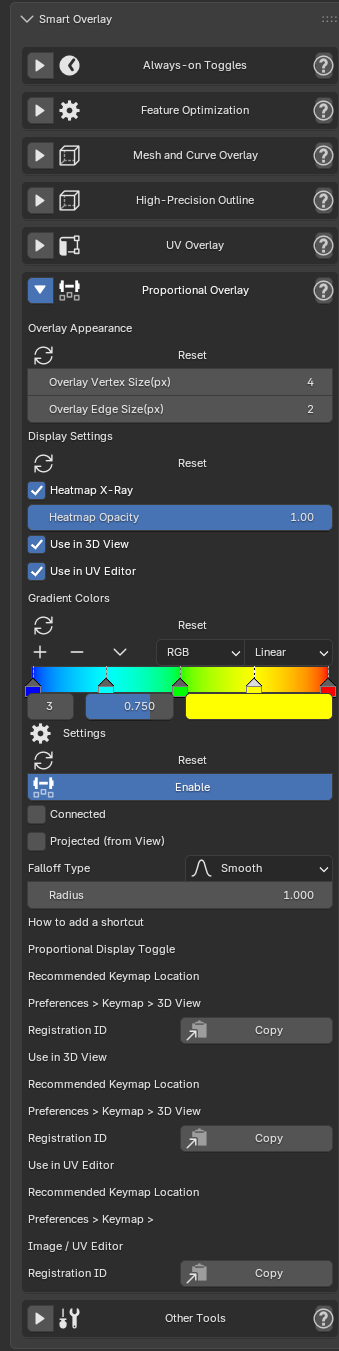 Smart Overlay
Always-on Toggles
Feature Optimization
Mesh and Curve Overlay
High-Precision Outline
UV Overlay
Proportional Overlay
Overlay Appearance
Reset
Overlay Vertex Size(px) 4
Overlay Edge Size(px) 2
Display Settings
Reset
Heatmap X-Ray
Heatmap Opacity 1.00
Use in 3D View
Use in UV Editor
Gradient Colors
Reset
RGB Linear
3 0.750
Settings
Reset
Enable
Connected
Projected (from View)
Falloff Type Smooth
Radius 1.000
How to add a shortcut
Proportional Display Toggle
Recommended Keymap Location
Preferences > Keymap > 3D View
Registration ID Copy
Use in 3D View
Recommended Keymap Location
Preferences > Keymap > 3D View
Registration ID Copy
Use in UV Editor
Recommended Keymap Location
Preferences > Keymap >
Image / UV Editor
Registration ID Copy
Other Tools